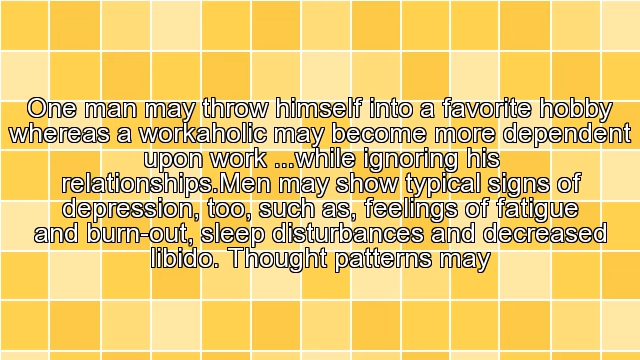 One man may throw himself into a favorite hobby
whereas a workaholic may become more dependent
upon work ...while ignoring his
relationships.Men may show typical signs of
depression, too, such as, feelings of fatigue
and burn-out, sleep disturbances and decreased
libido. Thought patterns may